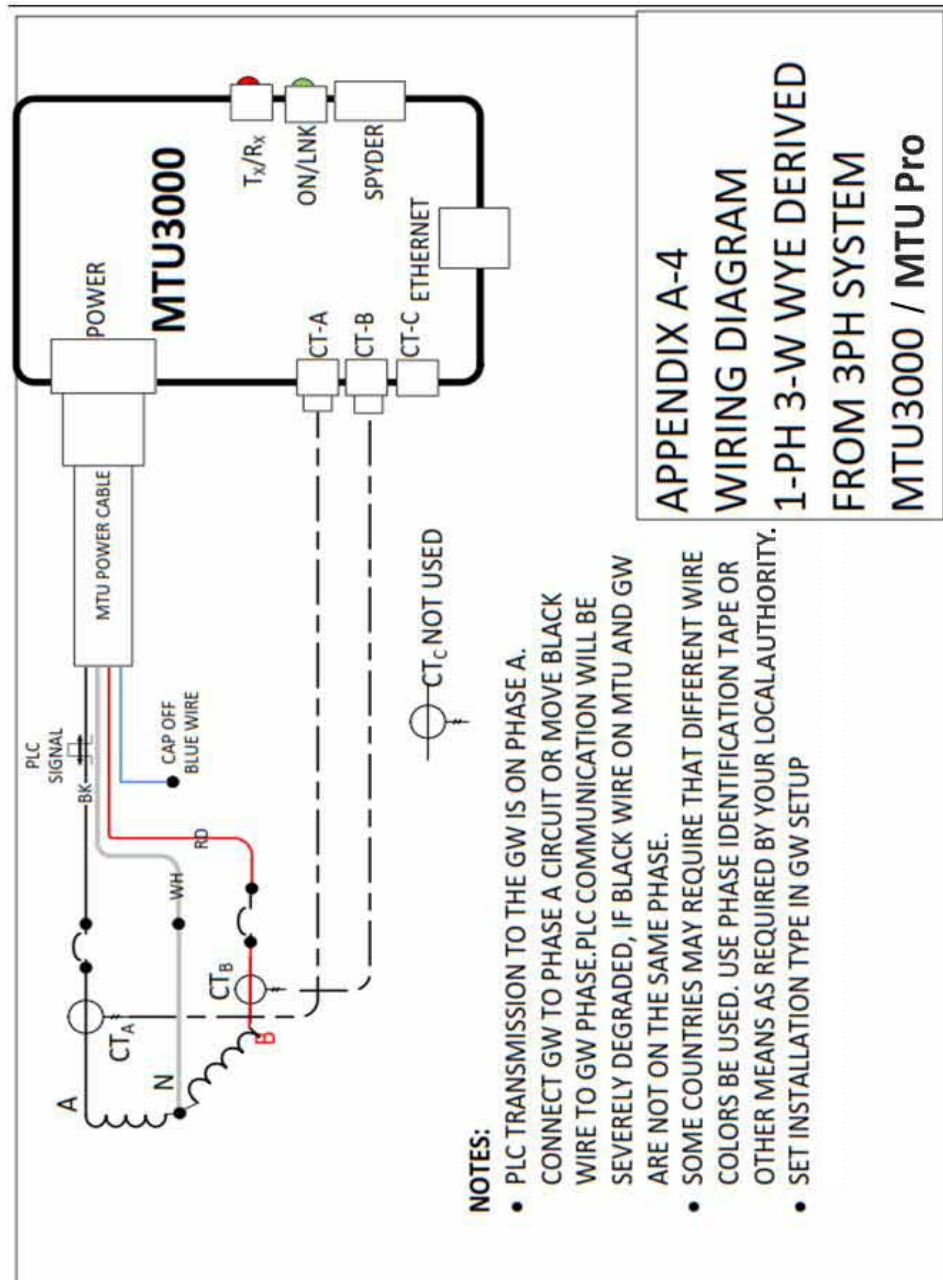 POWER
MTU3000
MTU POWER CABLE
PLC
SIGNAL
BK
WH
RD
CAP OFF
BLUE WIRE
A
N
B
CTA
CTB
TX/RX
ON/LNK
SPYDER
ETHERNET
CT-A
CT-B
CT-C
CTC NOT USED
NOTES:
• PLC TRANSMISSION TO THE GW IS ON PHASE A.
CONNECT GW TO PHASE A CIRCUIT OR MOVE BLACK
WIRE TO GW PHASE.PLC COMMUNICATION WILL BE
SEVERELY DEGRADED, IF BLACK WIRE ON MTU AND GW
ARE NOT ON THE SAME PHASE.
• SOME COUNTRIES MAY REQUIRE THAT DIFFERENT WIRE
COLORS BE USED. USE PHASE IDENTIFICATION TAPE OR
OTHER MEANS AS REQUIRED BY YOUR LOCALAUTHORITY.
• SET INSTALLATION TYPE IN GW SETUP
APPENDIX A-4
WIRING DIAGRAM
1-PH 3-W WYE DERIVED
FROM 3PH SYSTEM
MTU3000 / MTU Pro